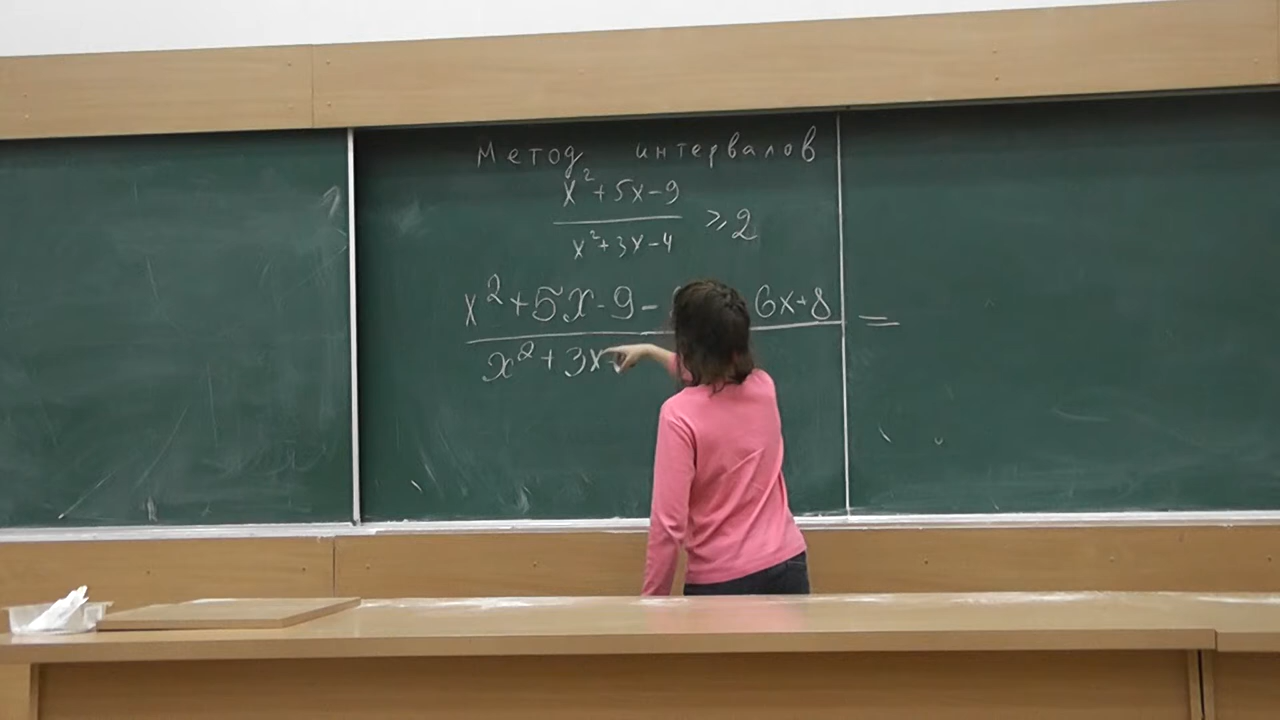 Метод интервалов
x²+5x-9
x²+3x-4
≥2
x²+5x-9- 6x+8
=
x²+3x